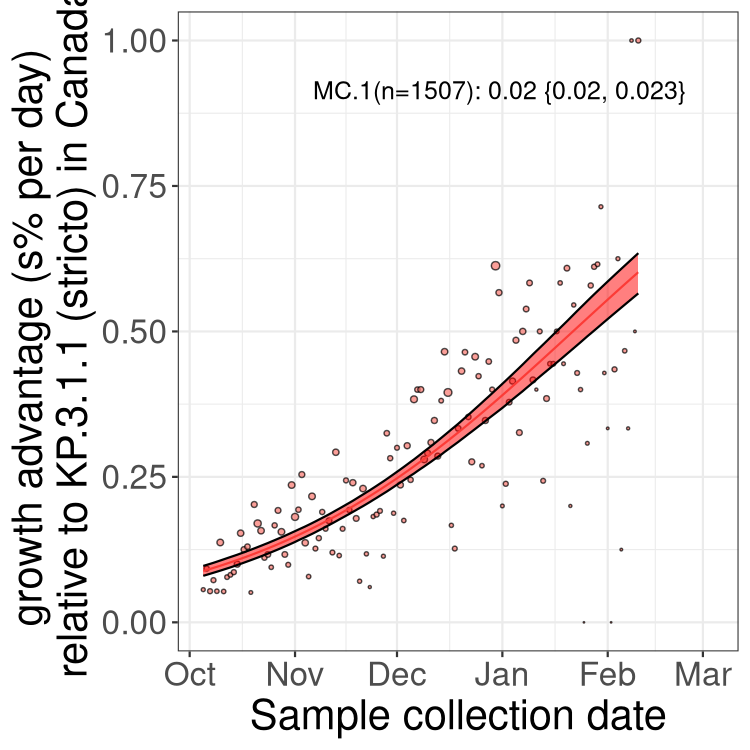 growth advantage (s% per day)
relative to KP.3.1.1 (stricto) in Canada
1.00
0.75
0.50
0.25
0.00
MC.1(n=1507): 0.02 {0.02, 0.023}
Oct Nov Dec Jan Feb Mar
Sample collection date